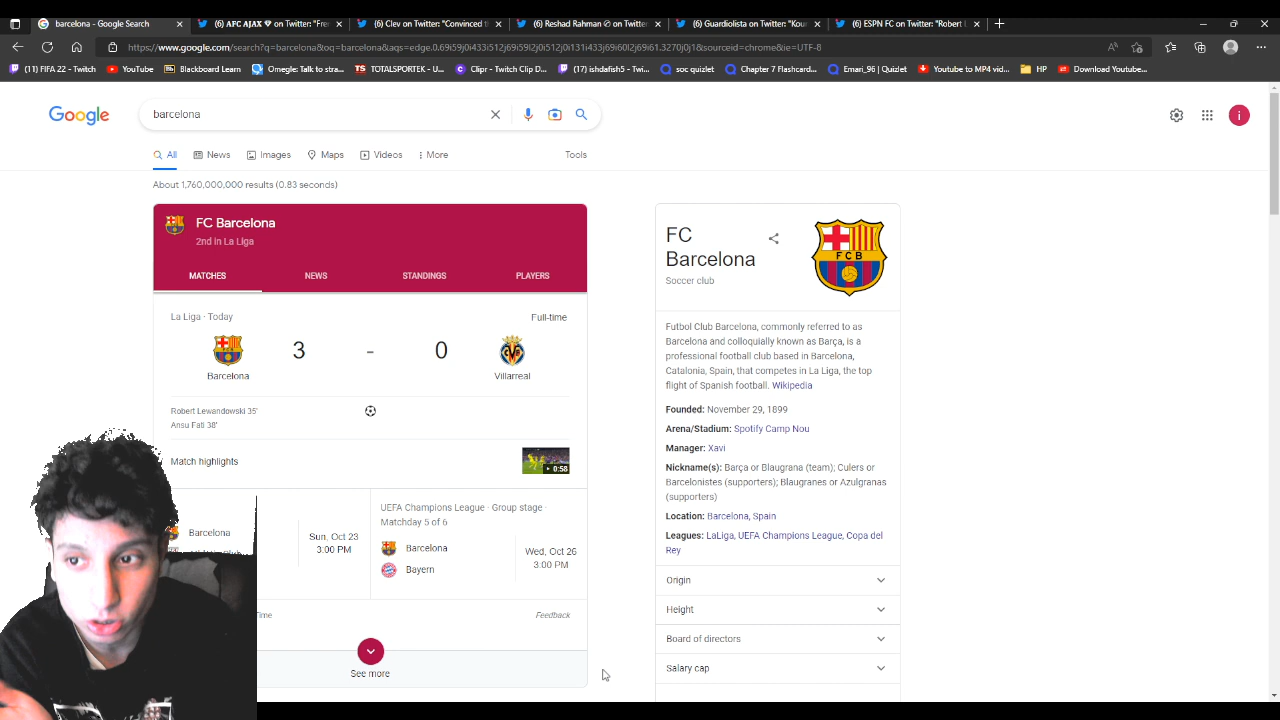 barcelona - Google Search
(6) AFC AJAX 💎 on Twitter: "Fren
(6) Clev on Twitter: "Convinced t
(6) Reshad Rahman on Twitter
(6) Guardiolista on Twitter: "Kou
(6) ESPN FC on Twitter: "Robert L
https://www.google.com/search?q=barcelona&oq=barcelona&aqs=edge.0.69i59j0i433i512j69i59l2j0i512j0i131i433j69i60l2j69i61.3270j0j1&sourceid=chrome&ie=UTF-8
(11) FIFA 22 - Twitch
YouTube
Blackboard Learn
Omegle: Talk to stra...
TS TOTALSPORTEK - U...
Clipr - Twitch Clip D...
(17) ishdafish5 - Twi...
soc quizlet
Chapter 7 Flashcard...
Emari_96 | Quizlet
Youtube to MP4 vid...
HP
Download Youtube...
Google
barcelona
i
All News Images Maps Videos More Tools
About 1,760,000,000 results (0.83 seconds)
FC Barcelona
2nd in La Liga
MATCHES NEWS STANDINGS PLAYERS
La Liga · Today Full-time
3 - 0
Barcelona Villarreal
Robert Lewandowski 35'
Ansu Fati 38'
Match highlights
0:58
Barcelona
Sun, Oct 23
3:00 PM
UEFA Champions League · Group stage ·
Matchday 5 of 6
Barcelona
Bayern
Wed, Oct 26
3:00 PM
Feedback
See more
FC
Barcelona
Soccer club
FCB
Futbol Club Barcelona, commonly referred to as
Barcelona and colloquially known as Barça, is a
professional football club based in Barcelona,
Catalonia, Spain, that competes in La Liga, the top
flight of Spanish football. Wikipedia
Founded: November 29, 1899
Arena/Stadium: Spotify Camp Nou
Manager: Xavi
Nickname(s): Barça or Blaugrana (team); Culers or
Barcelonistes (supporters); Blaugranes or Azulgranas
(supporters)
Location: Barcelona, Spain
Leagues: LaLiga, UEFA Champions League, Copa del
Rey
Origin
Height
Board of directors
Salary cap